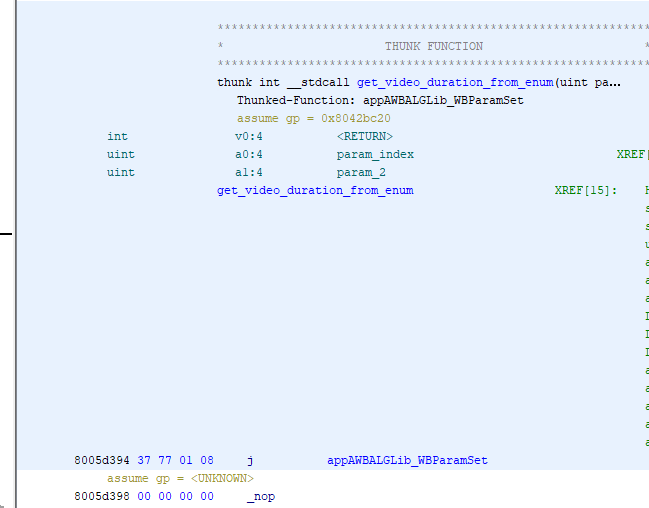 ************************************************************
* THUNK FUNCTION *
************************************************************
thunk int __stdcall get_video_duration_from_enum(uint pa...
Thunked-Function: appAWBALGLib_WBParamSet
assume gp = 0x8042bc20
int v0:4 <RETURN>
uint a0:4 param_index XREF[
uint a1:4 param_2
get_video_duration_from_enum XREF[15]:
8005d394 37 77 01 08 j appAWBALGLib_WBParamSet
assume gp = <UNKNOWN>
8005d398 00 00 00 00 _nop